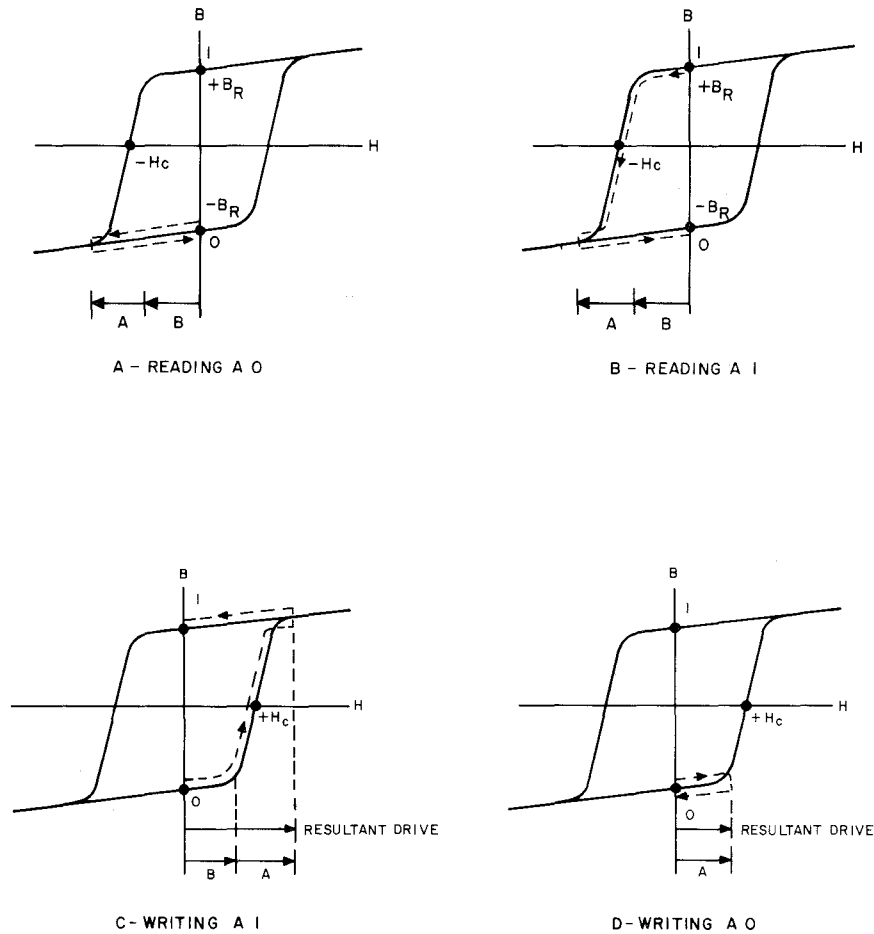 B
I
+BR
H
-Hc
-BR
O
A B
A - READING A O
B
I
+BR
H
-Hc
-BR
O
A B
B - READING A I
B
I
H
+Hc
O
RESULTANT DRIVE
B A
C - WRITING A I
B
I
H
+Hc
O
RESULTANT DRIVE
A
D - WRITING A O